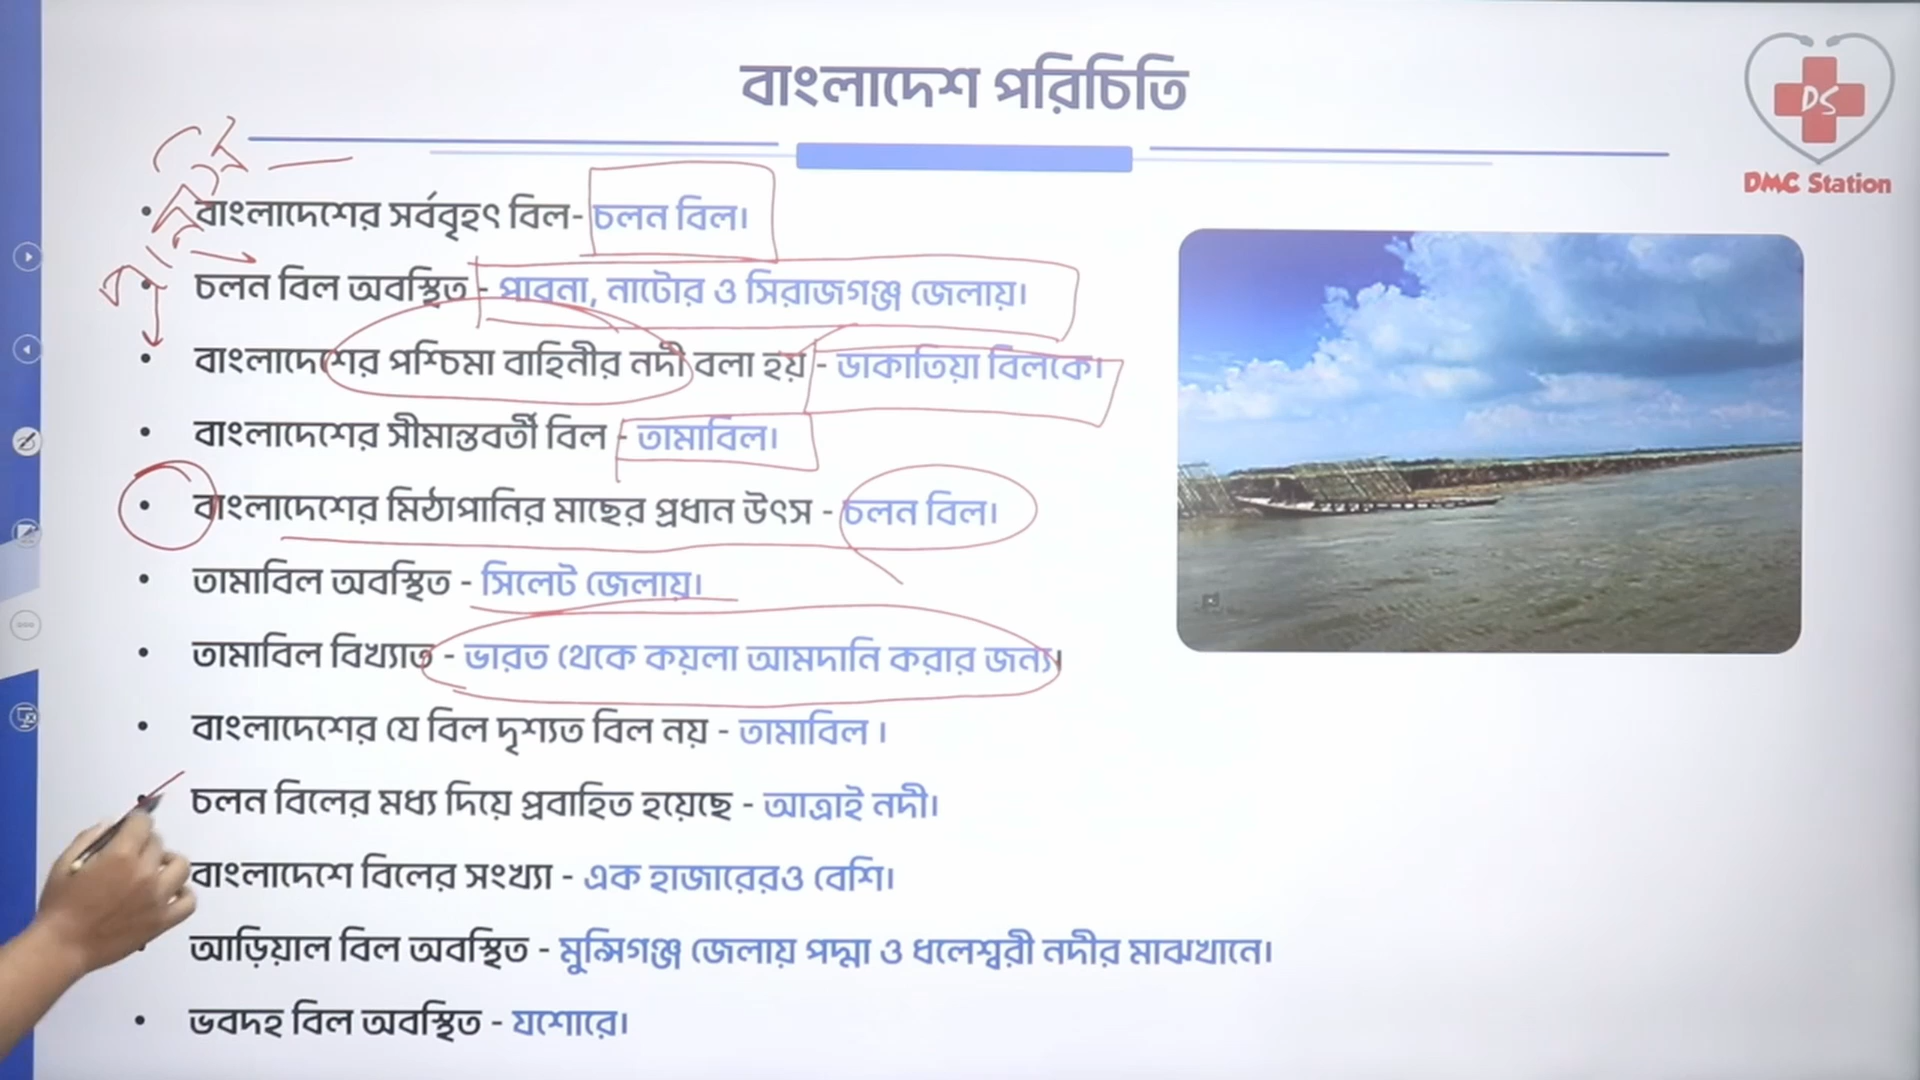 বাংলাদেশ পরিচিতি
DS
DMC Station
• বাংলাদেশের সর্ববৃহৎ বিল- চলন বিল।
• চলন বিল অবস্থিত - পাবনা, নাটোর ও সিরাজগঞ্জ জেলায়।
• বাংলাদেশের পশ্চিমা বাহিনীর নদী বলা হয় - ডাকাতিয়া বিলকে।
• বাংলাদেশের সীমান্তবর্তী বিল - তামাবিল।
• বাংলাদেশের মিঠাপানির মাছের প্রধান উৎস - চলন বিল।
• তামাবিল অবস্থিত - সিলেট জেলায়।
• তামাবিল বিখ্যাত - ভারত থেকে কয়লা আমদানি করার জন্য।
• বাংলাদেশের যে বিল দৃশ্যত বিল নয় - তামাবিল ।
• চলন বিলের মধ্য দিয়ে প্রবাহিত হয়েছে - আত্রাই নদী।
বাংলাদেশে বিলের সংখ্যা - এক হাজারেরও বেশি।
• আড়িয়াল বিল অবস্থিত - মুন্সিগঞ্জ জেলায় পদ্মা ও ধলেশ্বরী নদীর মাঝখানে।
• ভবদহ বিল অবস্থিত - যশোরে।